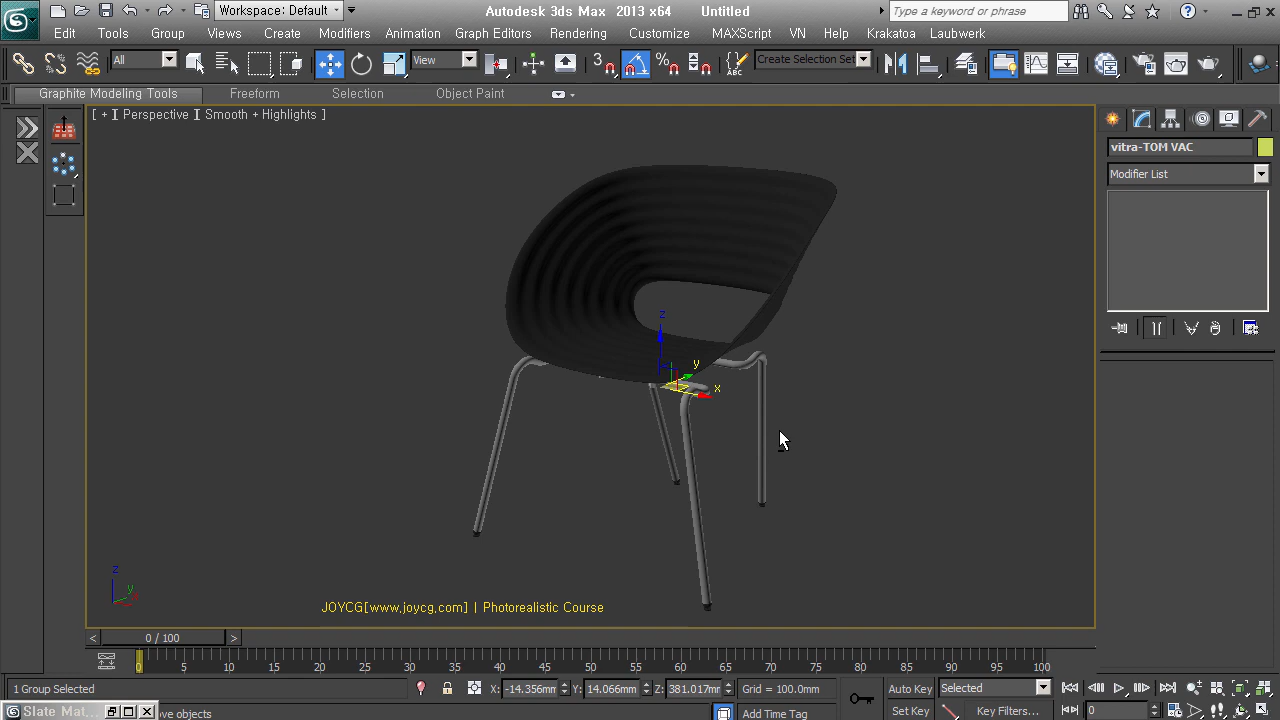 Workspace: Default
Autodesk 3ds Max 2013 x64 Untitled
Type a keyword or phrase
Edit Tools Group Views Create Modifiers Animation Graph Editors Rendering Customize MAXScript VN Help Krakatoa Laubwerk
All
View
3
Create Selection Set
Graphite Modeling Tools Freeform Selection Object Paint
[ + ] Perspective ] Smooth + Highlights ]
vitra-TOM VAC
Modifier List
z
y
x
z
y
JOYCG[www.joycg.com] | Photorealistic Course
< 0 / 100 >
0 5 10 15 20 25 30 35 40 45 50 55 60 65 70 75 80 85 90 95 100
1 Group Selected
X: -14.356mm Y: 14.066mm Z: 381.017mm Grid = 100.0mm
Auto Key Selected
Slate Mat...
ove objects
Add Time Tag
Set Key Key Filters... 0